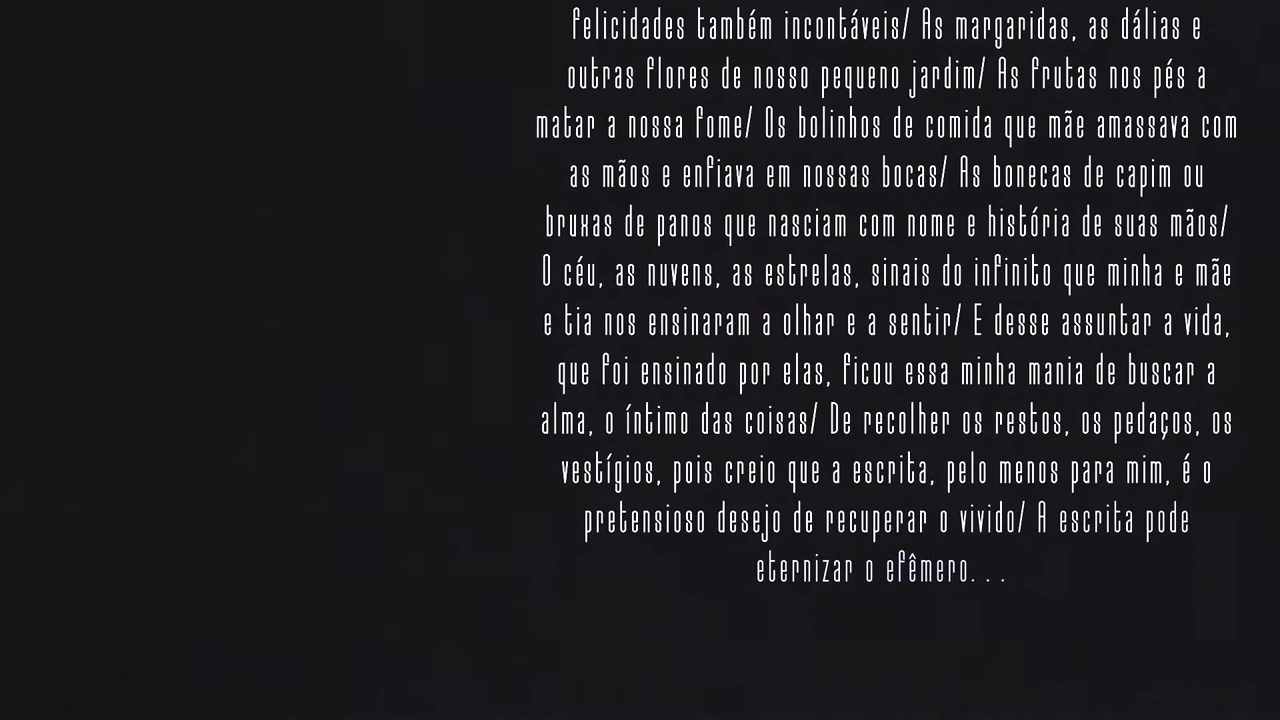 felicidades também incontáveis/ As margaridas, as dálias e
outras flores de nosso pequeno jardim/ As frutas nos pés a
matar a nossa fome/ Os bolinhos de comida que mãe amassava com
as mãos e enfiava em nossas bocas/ As bonecas de capim ou
bruxas de panos que nasciam com nome e história de suas mãos/
O céu, as nuvens, as estrelas, sinais do infinito que minha e mãe
e tia nos ensinaram a olhar e a sentir/ E desse assuntar a vida,
que foi ensinado por elas, ficou essa minha mania de buscar a
alma, o íntimo das coisas/ De recolher os restos, os pedaços, os
vestígios, pois creio que a escrita, pelo menos para mim, é o
pretensioso desejo de recuperar o vivido/ A escrita pode
eternizar o efêmero...